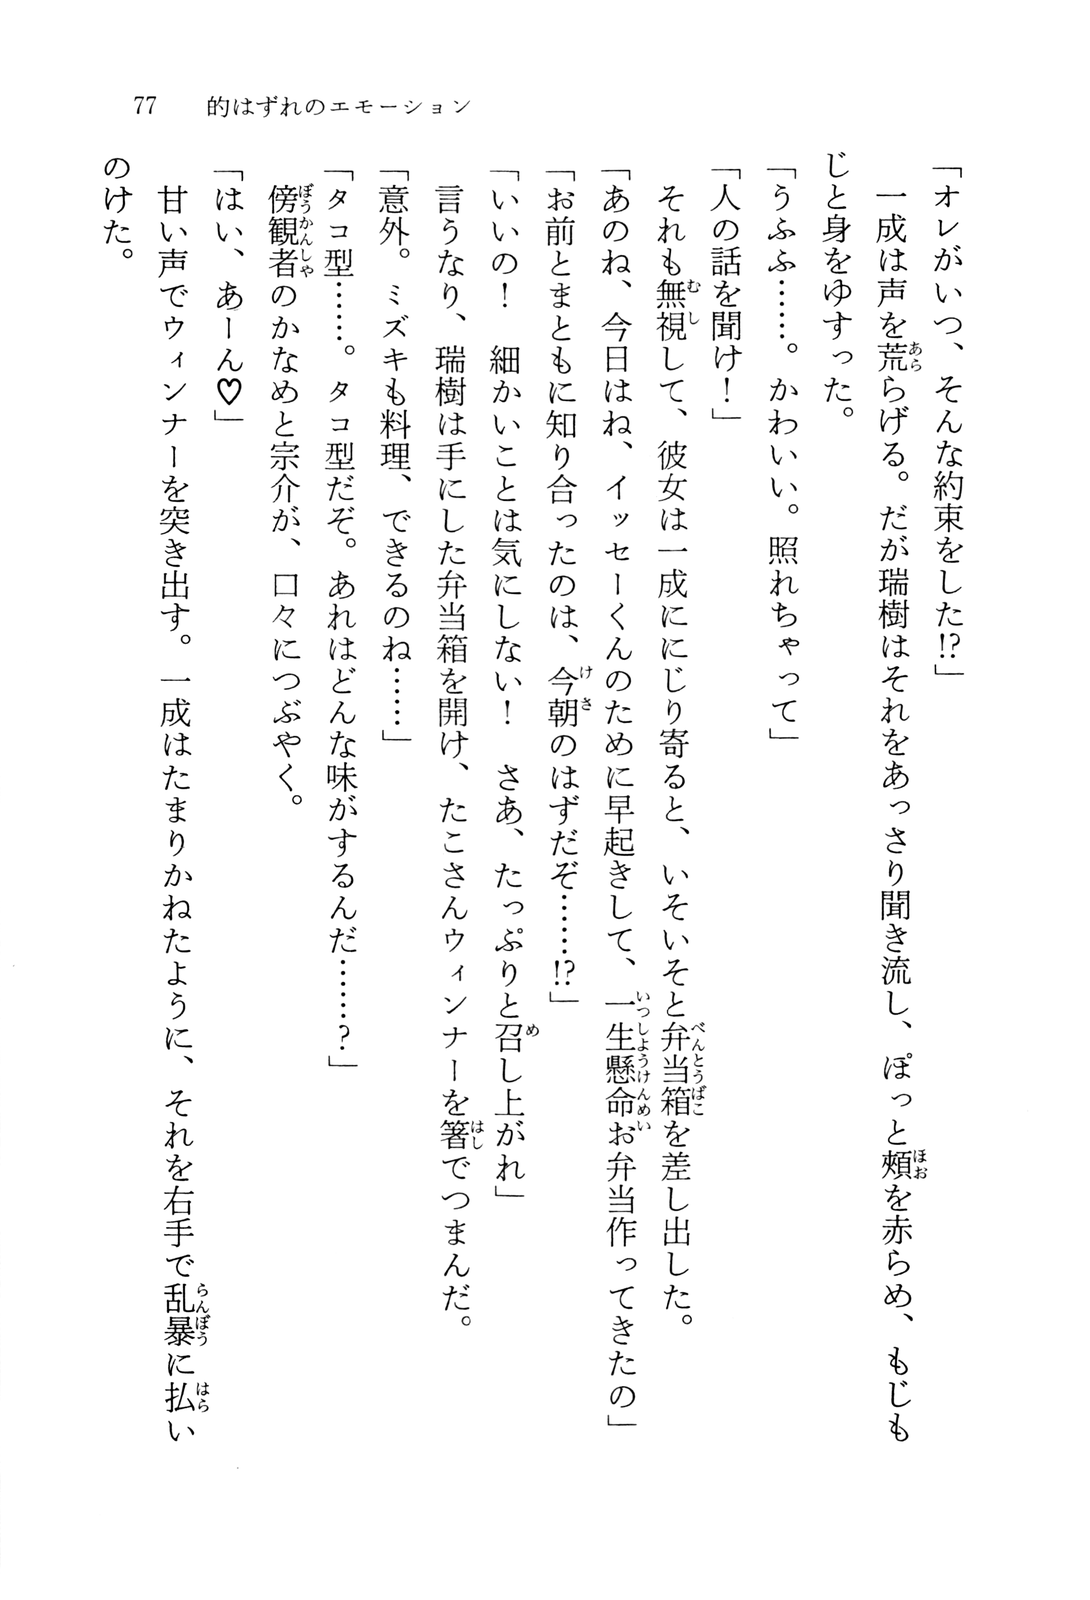 77　的はずれのエモーション
「オレがいつ、そんな約束をした!?」
　一成は声を荒らげる。だが瑞樹はそれをあっさり聞き流し、ぽっと頰を赤らめ、もじも
じと身をゆすった。
「うふふ……。かわいい。照れちゃって」
「人の話を聞け！」
　それも無視して、彼女は一成ににじり寄ると、いそいそと弁当箱を差し出した。
「あのね、今日はね、イッセーくんのために早起きして、一生懸命お弁当作ってきたの」
「お前とまともに知り合ったのは、今朝のはずだぞ……!?」
「いいの！　細かいことは気にしない！　さあ、たっぷりと召し上がれ」
　言うなり、瑞樹は手にした弁当箱を開け、たこさんウィンナーを箸でつまんだ。
「意外。ミズキも料理、できるのね……」
「タコ型……。タコ型だぞ。あれはどんな味がするんだ……？」
　傍観者のかなめと宗介が、口々につぶやく。
「はい、あーん♡」
　甘い声でウィンナーを突き出す。一成はたまりかねたように、それを右手で乱暴に払い
のけた。